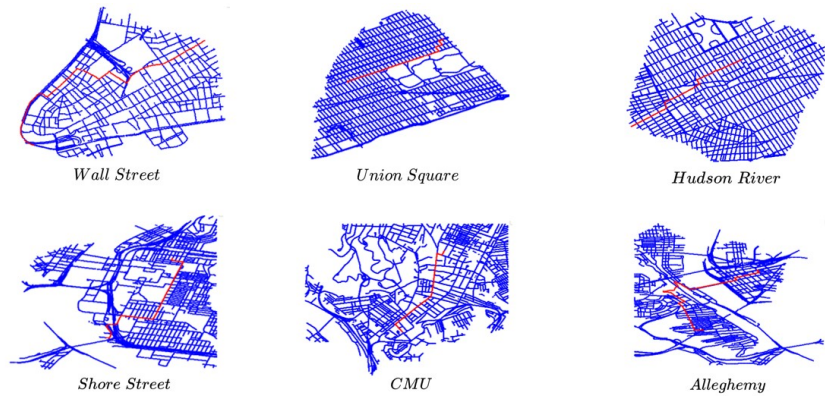 Wall Street
Union Square
Hudson River
Shore Street
CMU
Alleghemy